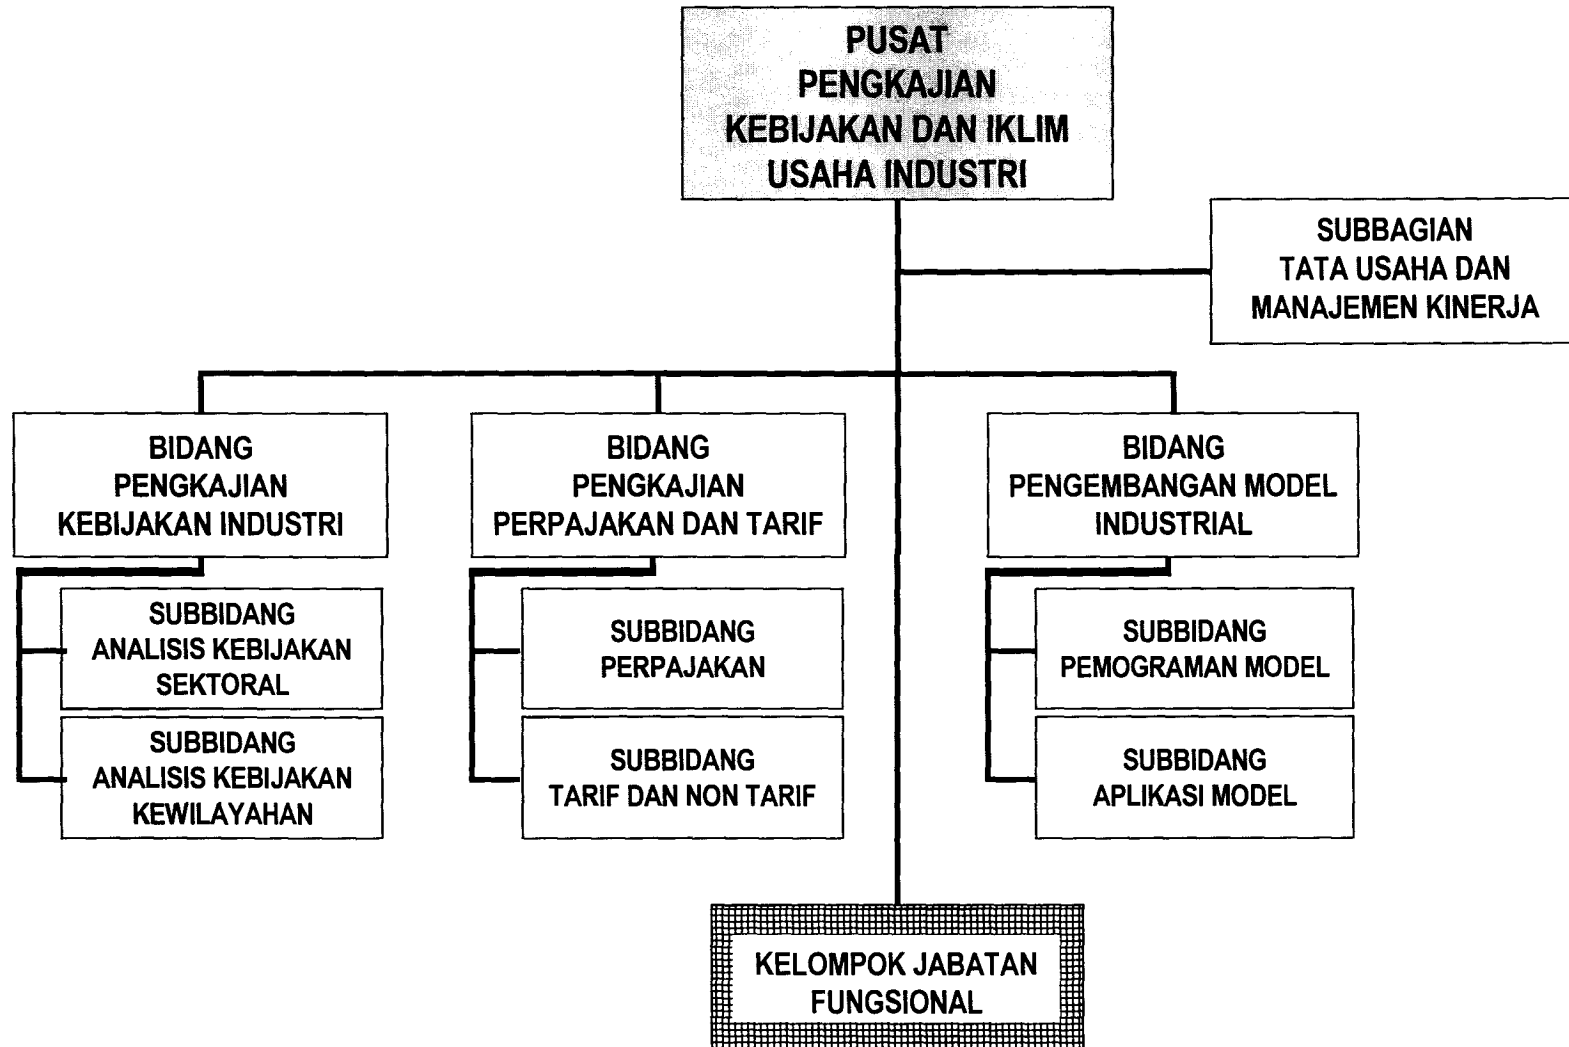 PUSAT
PENGKAJIAN
KEBIJAKAN DAN IKLIM
USAHA INDUSTRI
SUBBAGIAN
TATA USAHA DAN
MANAJEMEN KINERJA
BIDANG
PENGKAJIAN
KEBIJAKAN INDUSTRI
BIDANG
PENGKAJIAN
PERPAJAKAN DAN TARIF
BIDANG
PENGEMBANGAN MODEL
INDUSTRIAL
SUBBIDANG
ANALISIS KEBIJAKAN
SEKTORAL
SUBBIDANG
PERPAJAKAN
SUBBIDANG
PEMOGRAMAN MODEL
SUBBIDANG
ANALISIS KEBIJAKAN
KEWILAYAHAN
SUBBIDANG
TARIF DAN NON TARIF
SUBBIDANG
APLIKASI MODEL
KELOMPOK JABATAN
FUNGSIONAL